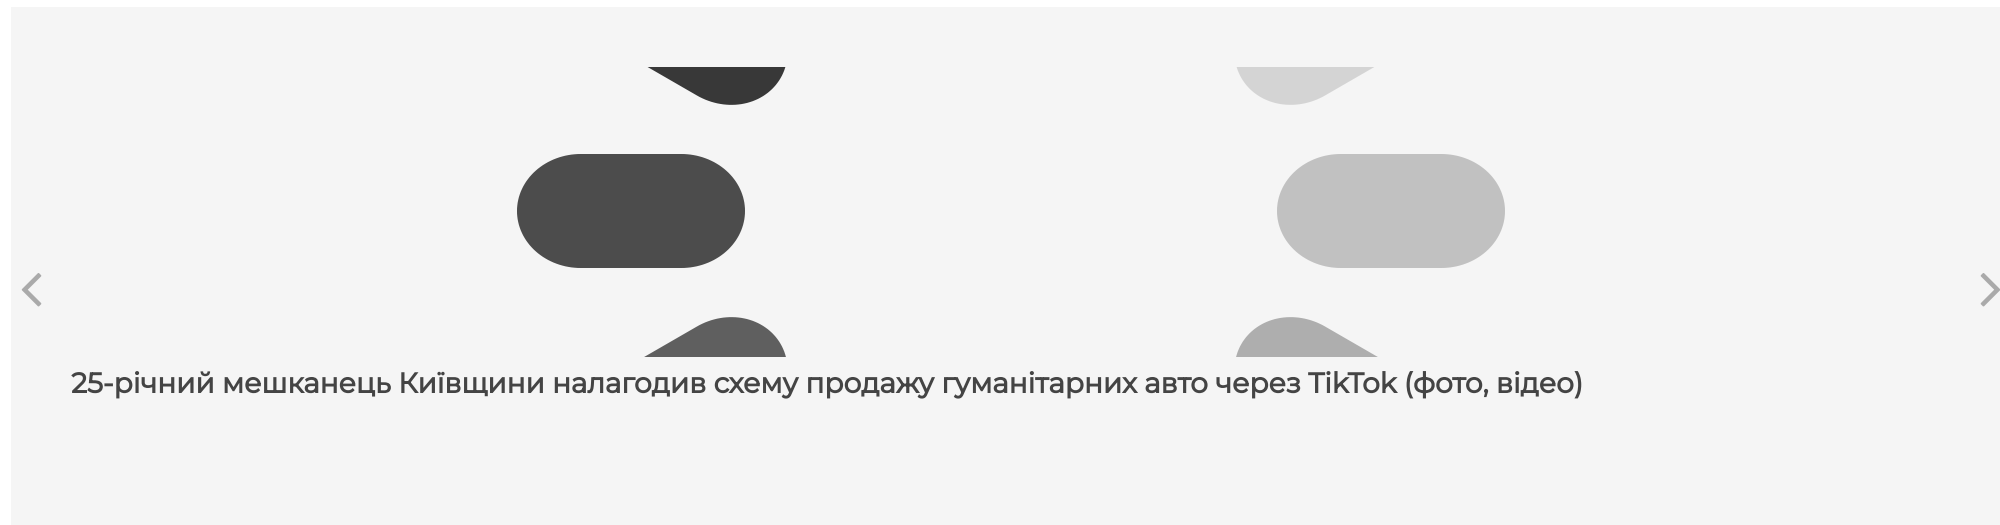 25-річний мешканець Київщини налагодив схему продажу гуманітарних авто через TikTok (фото, відео)